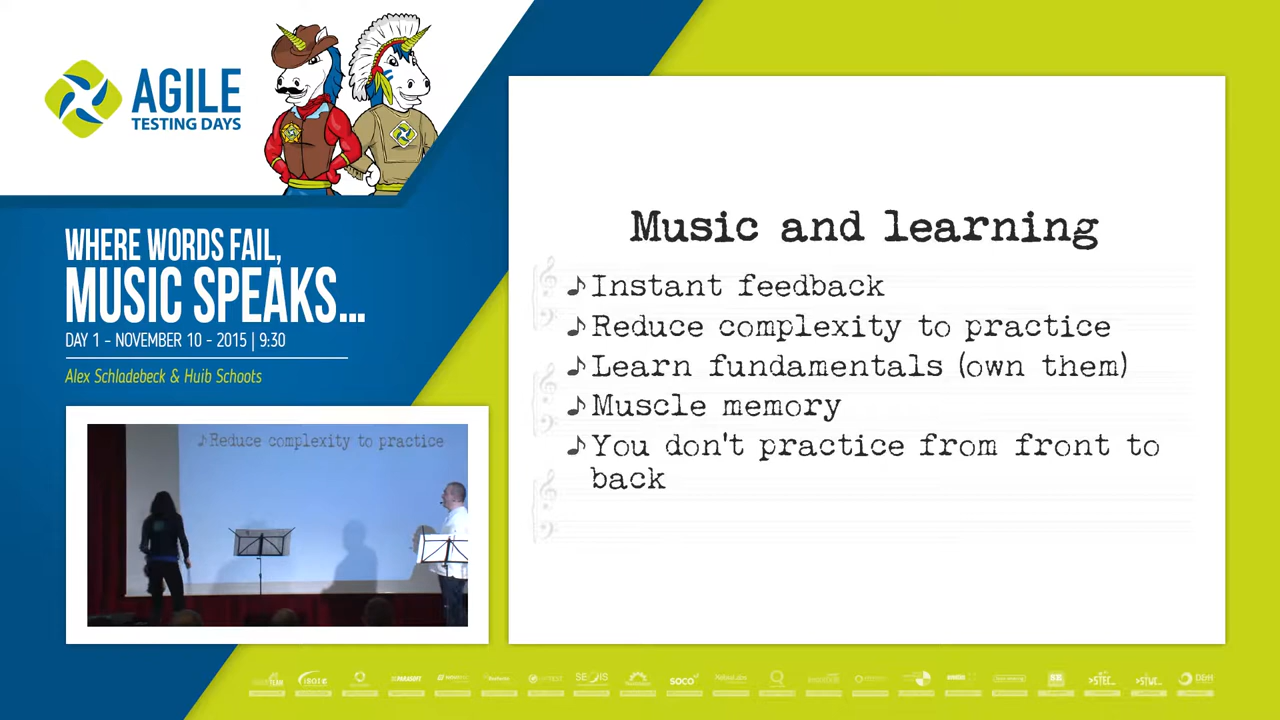 AGILE
TESTING DAYS
WHERE WORDS FAIL,
MUSIC SPEAKS...
DAY 1 - NOVEMBER 10 - 2015 | 9:30
Alex Schladebeck & Huib Schoots
♪Reduce complexity to practice
Music and learning
♪Instant feedback
♪Reduce complexity to practice
♪Learn fundamentals (own them)
♪Muscle memory
♪You don't practice from front to
back
SEQIS
SOCO